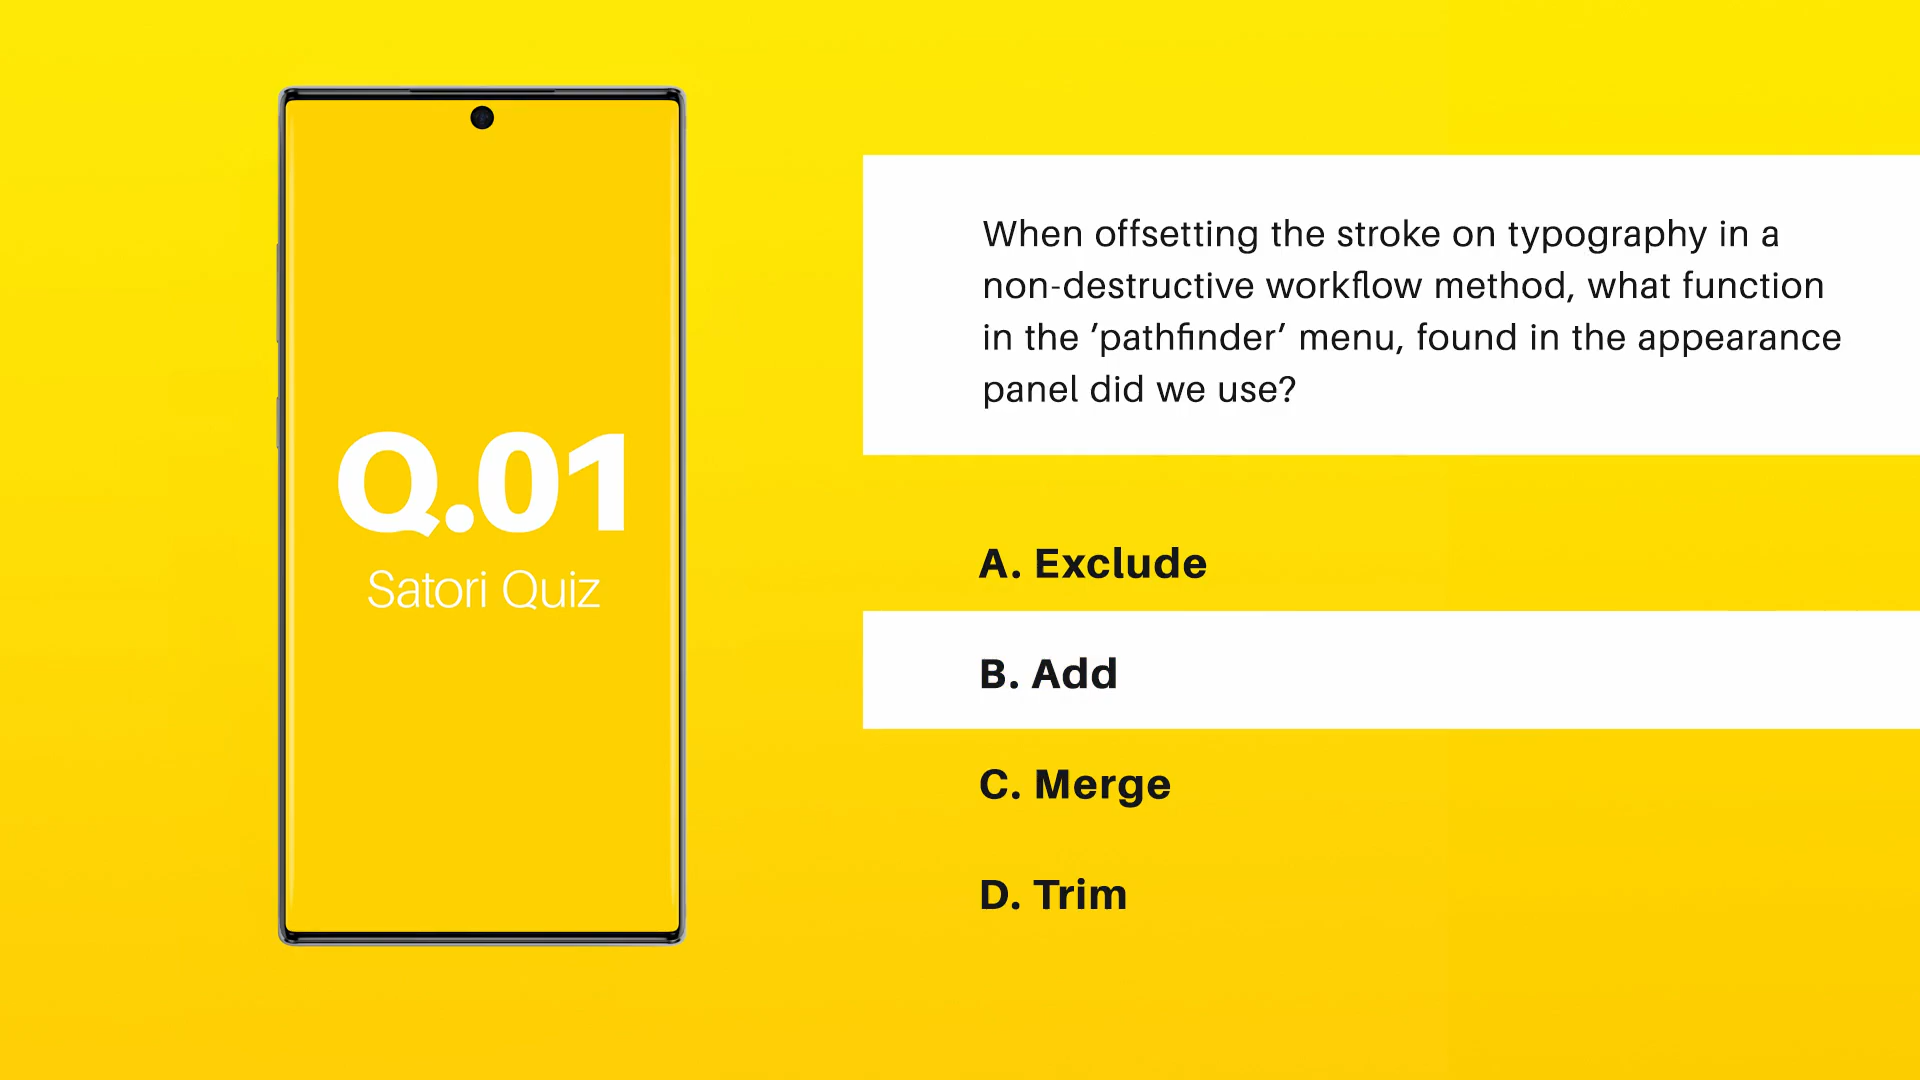 Q.01
Satori Quiz
When offsetting the stroke on typography in a
non-destructive workflow method, what function
in the ′pathfinder′ menu, found in the appearance
panel did we use?
A. Exclude
B. Add
C. Merge
D. Trim